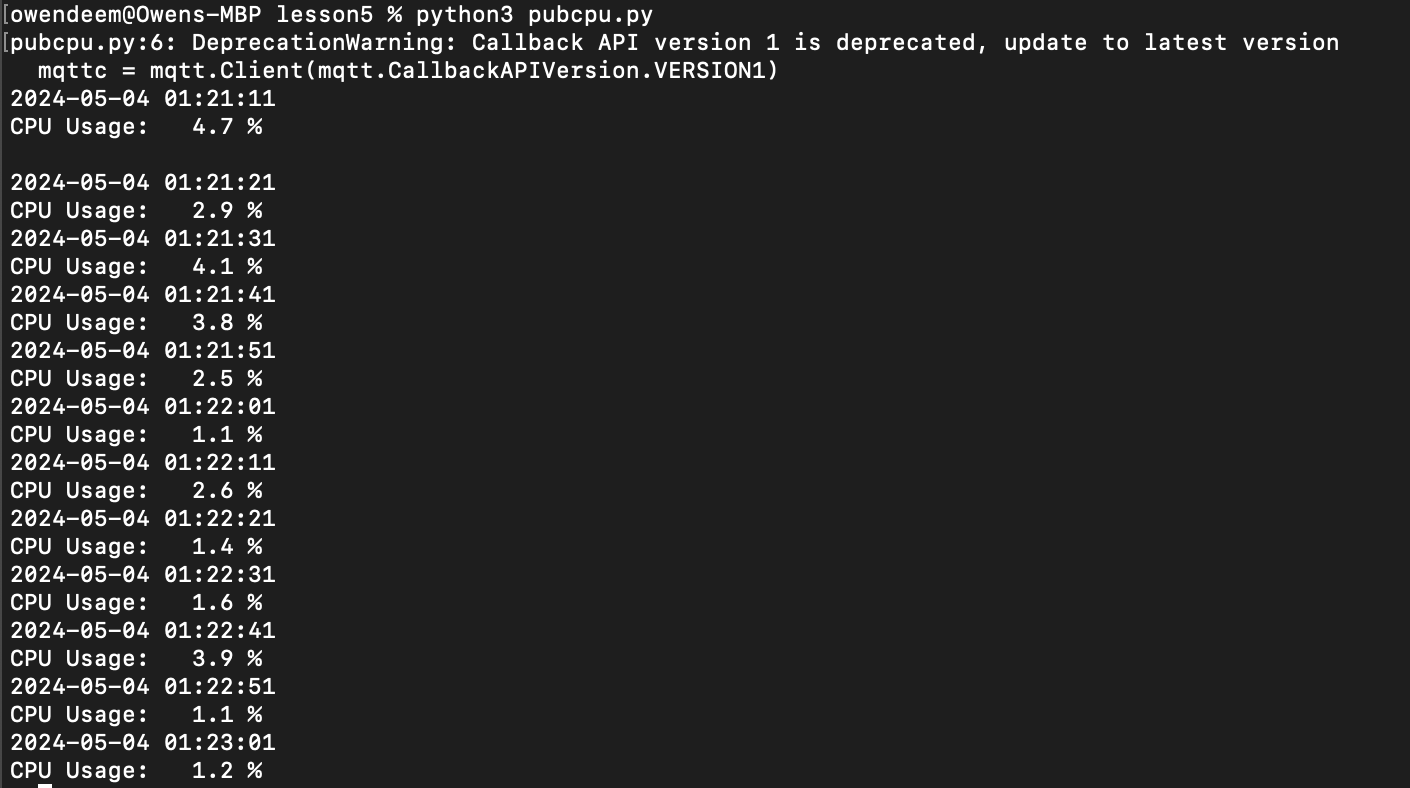 [owendeem@Owens-MBP lesson5 % python3 pubcpu.py
[pubcpu.py:6: DeprecationWarning: Callback API version 1 is deprecated, update to latest version
  mqttc = mqtt.Client(mqtt.CallbackAPIVersion.VERSION1)
2024-05-04 01:21:11
CPU Usage:   4.7 %

2024-05-04 01:21:21
CPU Usage:   2.9 %
2024-05-04 01:21:31
CPU Usage:   4.1 %
2024-05-04 01:21:41
CPU Usage:   3.8 %
2024-05-04 01:21:51
CPU Usage:   2.5 %
2024-05-04 01:22:01
CPU Usage:   1.1 %
2024-05-04 01:22:11
CPU Usage:   2.6 %
2024-05-04 01:22:21
CPU Usage:   1.4 %
2024-05-04 01:22:31
CPU Usage:   1.6 %
2024-05-04 01:22:41
CPU Usage:   3.9 %
2024-05-04 01:22:51
CPU Usage:   1.1 %
2024-05-04 01:23:01
CPU Usage:   1.2 %